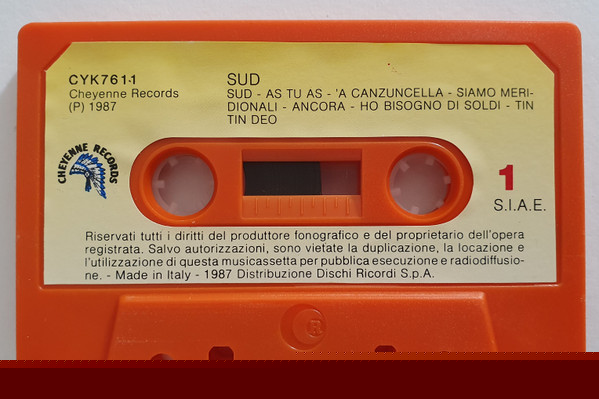 CYK7611
Cheyenne Records
(P) 1987
SUD
SUD - AS TU AS - 'A CANZUNCELLA - SIAMO MERI-
DIONALI - ANCORA - HO BISOGNO DI SOLDI - TIN
TIN DEO
CHEYENNE RECORDS
1
S.I.A.E.
Riservati tutti i diritti del produttore fonografico e del proprietario dell'opera
registrata. Salvo autorizzazioni, sono vietate la duplicazione, la locazione e
l'utilizzazione di questa musicassetta per pubblica esecuzione e radiodiffusio-
ne. - Made in Italy - 1987 Distribuzione Dischi Ricordi S.p.A.
R